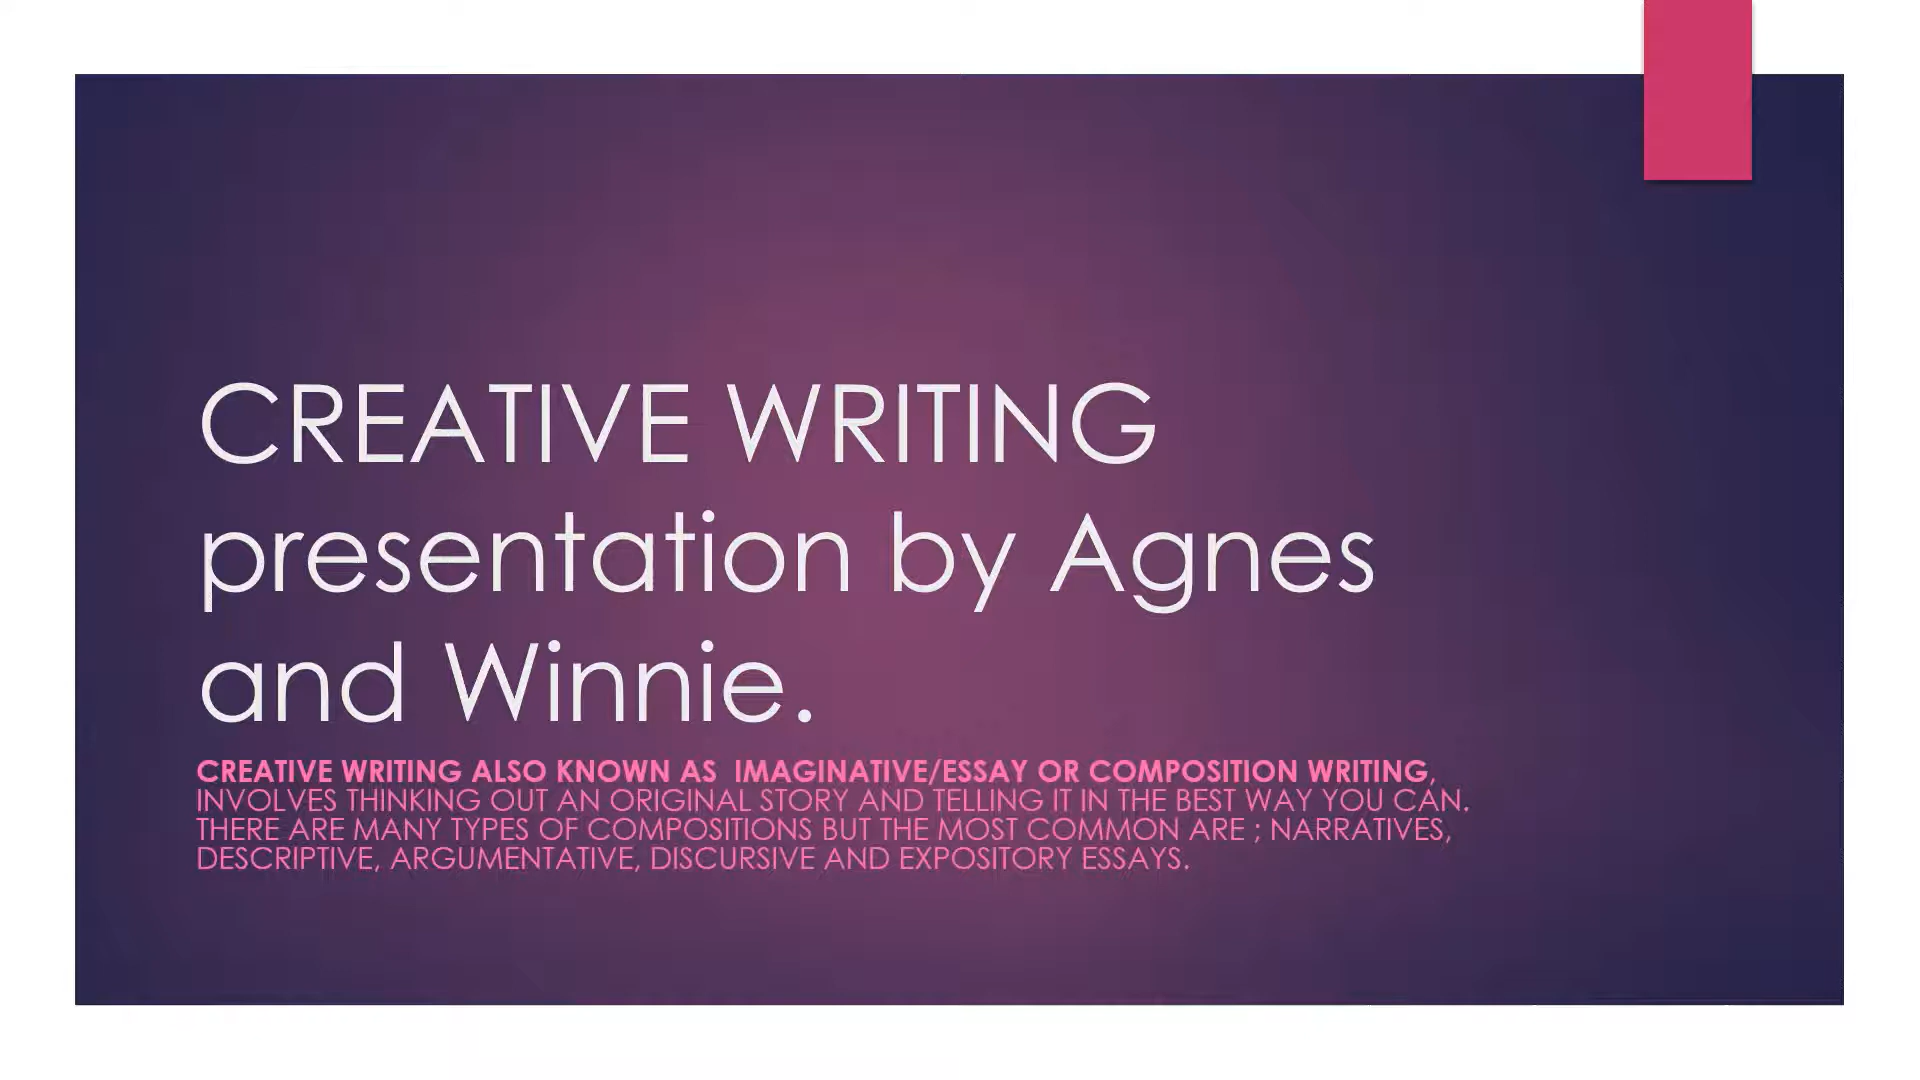 CREATIVE WRITING
presentation by Agnes
and Winnie.
CREATIVE WRITING ALSO KNOWN AS  IMAGINATIVE/ESSAY OR COMPOSITION WRITING,
INVOLVES THINKING OUT AN ORIGINAL STORY AND TELLING IT IN THE BEST WAY YOU CAN.
THERE ARE MANY TYPES OF COMPOSITIONS BUT THE MOST COMMON ARE ; NARRATIVES,
DESCRIPTIVE, ARGUMENTATIVE, DISCURSIVE AND EXPOSITORY ESSAYS.